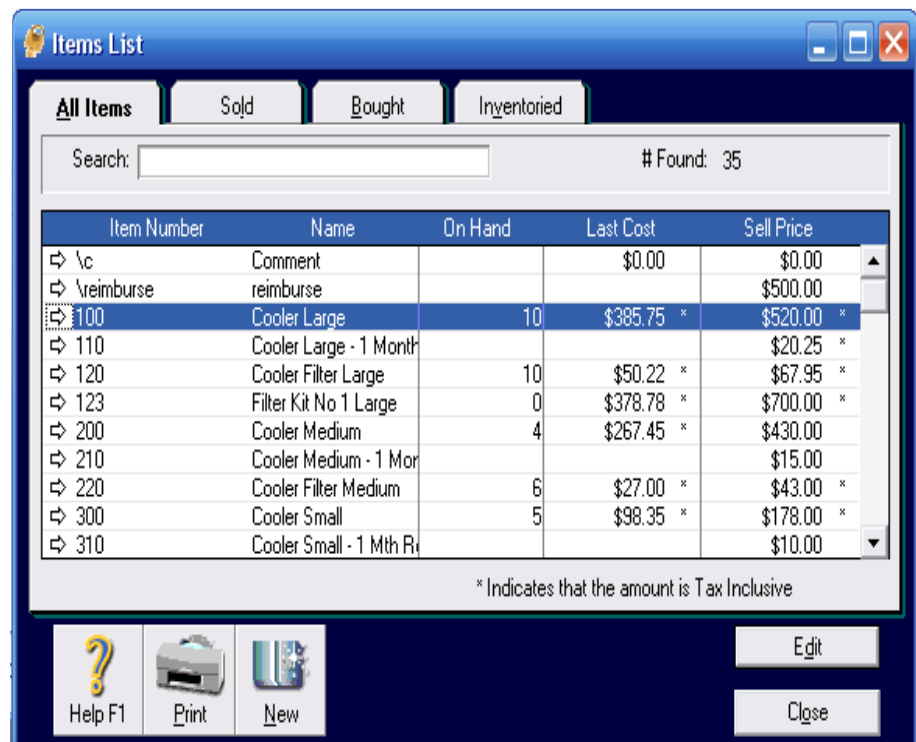 Items List
All Items Sold Bought Inventoried
Search: # Found: 35
Item Number Name On Hand Last Cost Sell Price
\c Comment $0.00 $0.00
\reimburse reimburse $500.00
100 Cooler Large 10 $385.75 * $520.00 *
110 Cooler Large - 1 Month $20.25 *
120 Cooler Filter Large 10 $50.22 * $67.95 *
123 Filter Kit No 1 Large 0 $378.78 * $700.00 *
200 Cooler Medium 4 $267.45 * $430.00
210 Cooler Medium - 1 Mor $15.00
220 Cooler Filter Medium 6 $27.00 * $43.00 *
300 Cooler Small 5 $98.35 * $178.00 *
310 Cooler Small - 1 Mth R $10.00
* Indicates that the amount is Tax Inclusive
Edit
Help F1 Print New Close